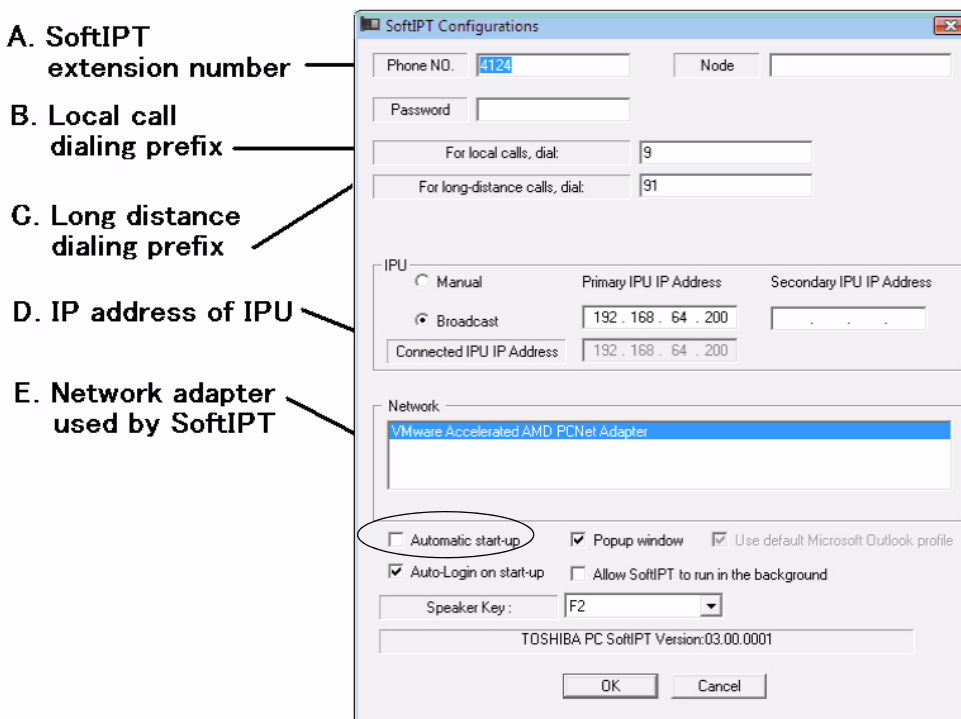 SoftIPT Configurations
A. SoftIPT
extension number
Phone NO. 4124 Node
B. Local call
dialing prefix
Password
For local calls, dial: 9
For long-distance calls, dial: 91
C. Long distance
dialing prefix
IPU
Manual Primary IPU IP Address Secondary IPU IP Address
D. IP address of IPU
Broadcast 192 . 168 . 64 . 200 . . .
Connected IPU IP Address 192 . 168 . 64 . 200
E. Network adapter
used by SoftIPT
Network
VMware Accelerated AMD PCNet Adapter
Automatic start-up Popup window Use default Microsoft Outlook profile
Auto-Login on start-up Allow SoftIPT to run in the background
Speaker Key : F2
TOSHIBA PC SoftIPT Version:03.00.0001
OK Cancel